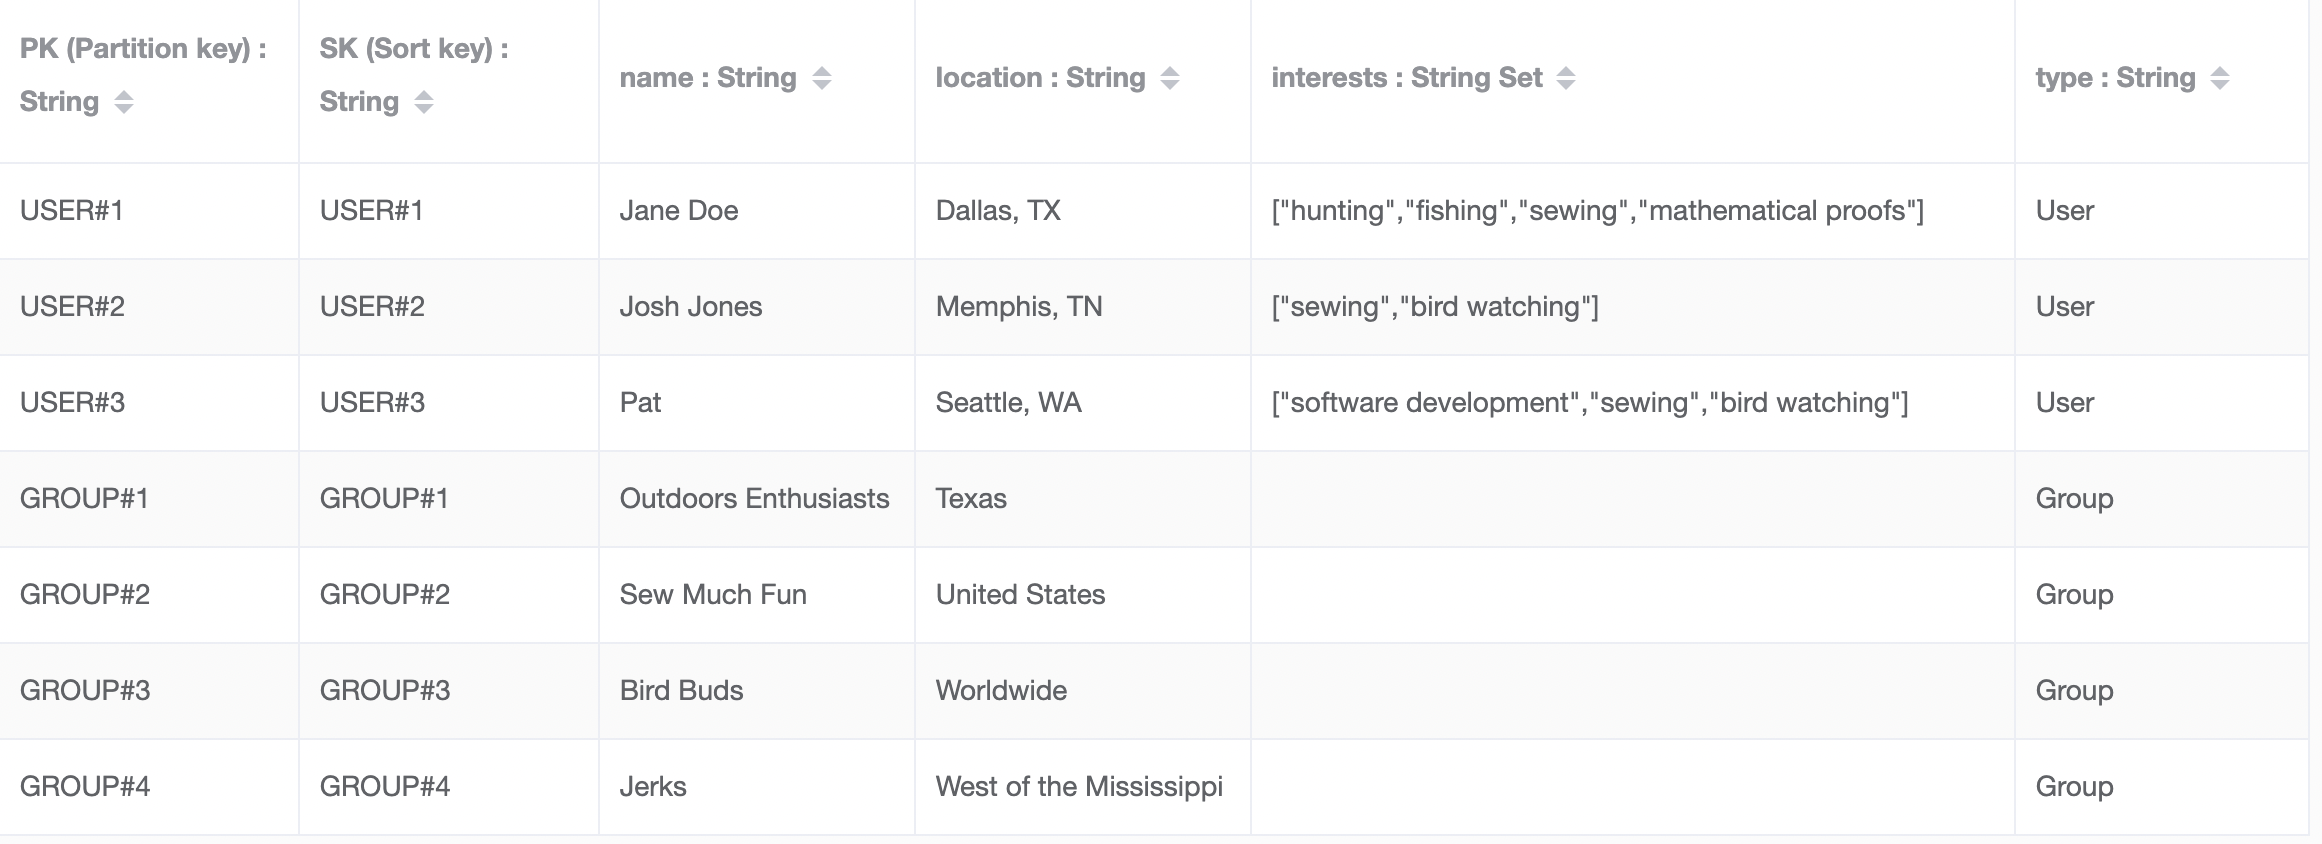 PK (Partition key) : String
SK (Sort key) : String
name : String
location : String
interests : String Set
type : String
USER#1 USER#1 Jane Doe Dallas, TX ["hunting","fishing","sewing","mathematical proofs"] User
USER#2 USER#2 Josh Jones Memphis, TN ["sewing","bird watching"] User
USER#3 USER#3 Pat Seattle, WA ["software development","sewing","bird watching"] User
GROUP#1 GROUP#1 Outdoors Enthusiasts Texas Group
GROUP#2 GROUP#2 Sew Much Fun United States Group
GROUP#3 GROUP#3 Bird Buds Worldwide Group
GROUP#4 GROUP#4 Jerks West of the Mississippi Group